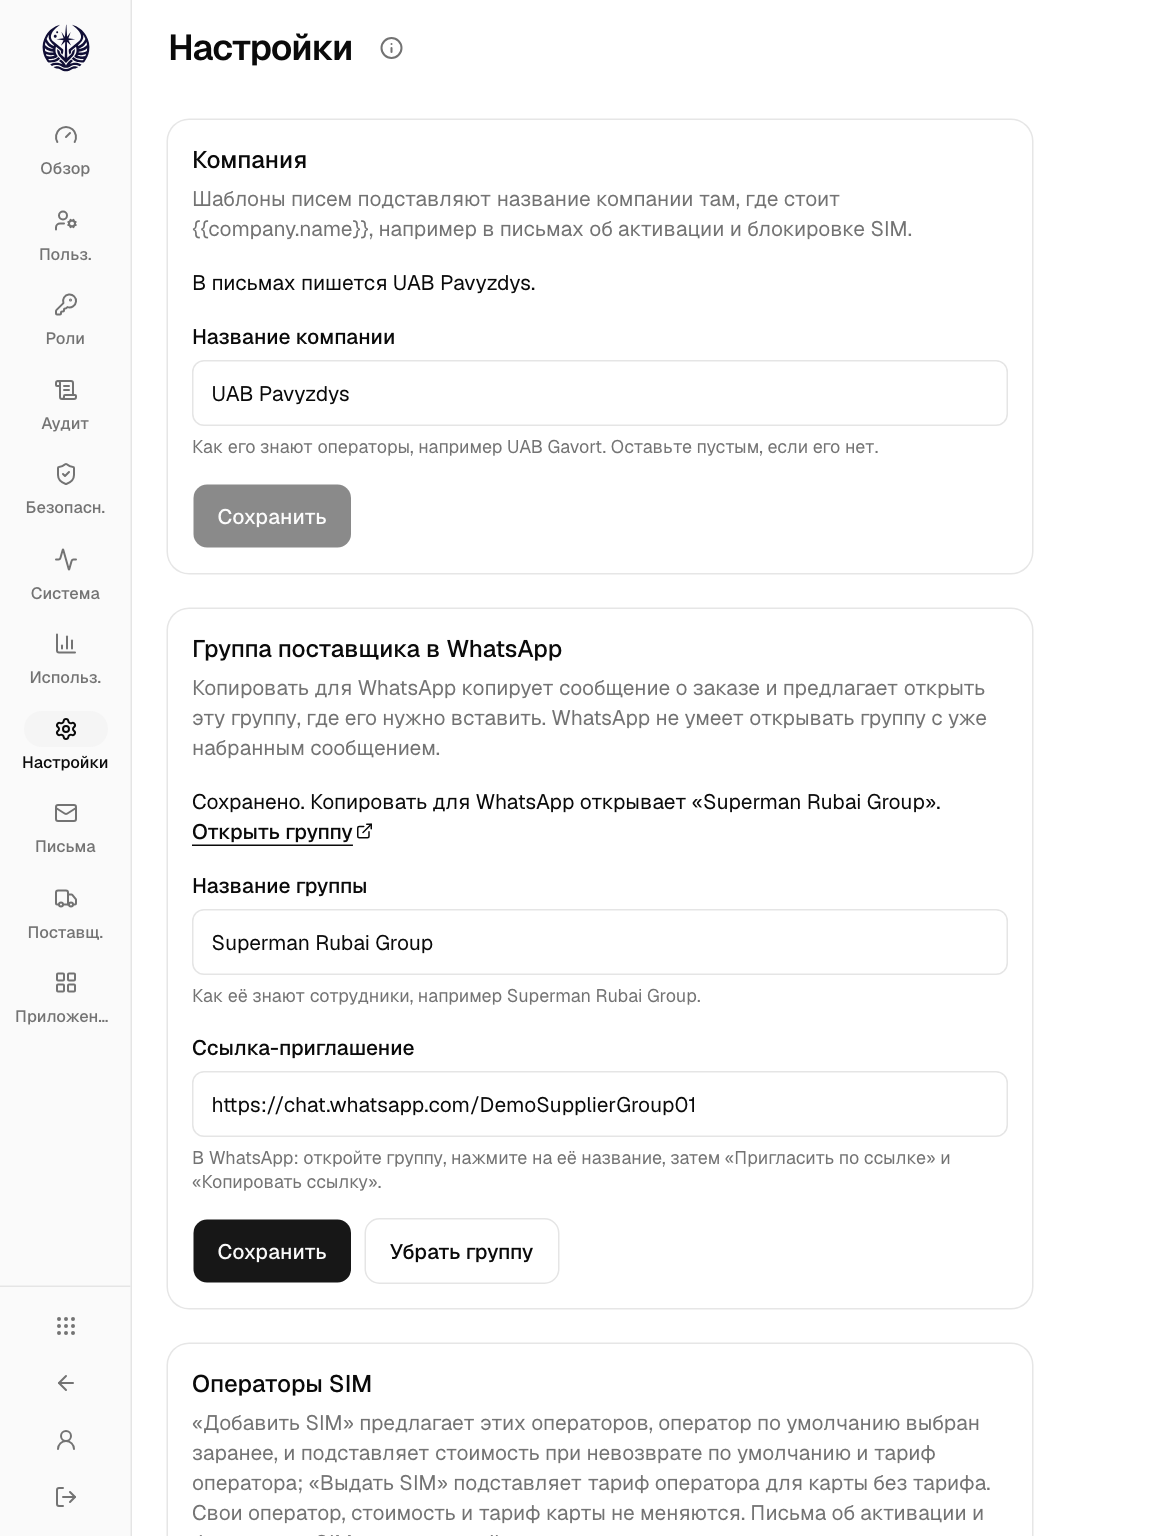 Настройки
Обзор
Польз.
Роли
Аудит
Безопасн.
Система
Использ.
Настройки
Письма
Поставщ.
Приложен...
Компания
Шаблоны писем подставляют название компании там, где стоит
{{company.name}}, например в письмах об активации и блокировке SIM.
В письмах пишется UAB Pavyzdys.
Название компании
UAB Pavyzdys
Как его знают операторы, например UAB Gavort. Оставьте пустым, если его нет.
Сохранить
Группа поставщика в WhatsApp
Копировать для WhatsApp копирует сообщение о заказе и предлагает открыть
эту группу, где его нужно вставить. WhatsApp не умеет открывать группу с уже
набранным сообщением.
Сохранено. Копировать для WhatsApp открывает «Superman Rubai Group».
Открыть группу
Название группы
Superman Rubai Group
Как её знают сотрудники, например Superman Rubai Group.
Ссылка-приглашение
https://chat.whatsapp.com/DemoSupplierGroup01
В WhatsApp: откройте группу, нажмите на её название, затем «Пригласить по ссылке» и
«Копировать ссылку».
Сохранить
Убрать группу
Операторы SIM
«Добавить SIM» предлагает этих операторов, оператор по умолчанию выбран
заранее, и подставляет стоимость при невозврате по умолчанию и тариф
оператора; «Выдать SIM» подставляет тариф оператора для карты без тарифа.
Свои оператор, стоимость и тариф карты не меняются. Письма об активации и